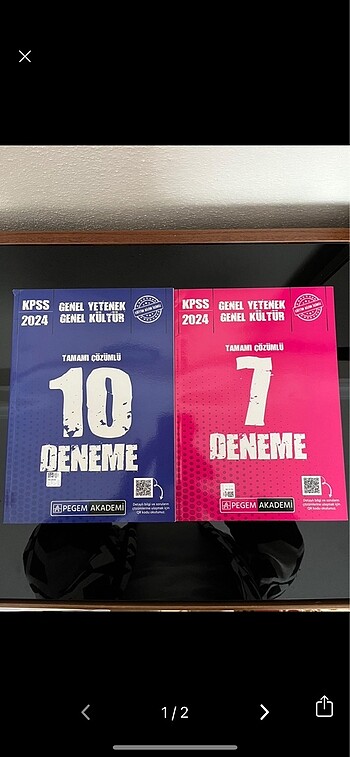 KPSS
2024
GENEL YETENEK
GENEL KÜLTÜR
TAMAMI ÇÖZÜMLÜ
10
DENEME
PEGEM AKADEMİ
KPSS
2024
GENEL YETENEK
GENEL KÜLTÜR
TAMAMI ÇÖZÜMLÜ
7
DENEME
PEGEM AKADEMİ
1/2